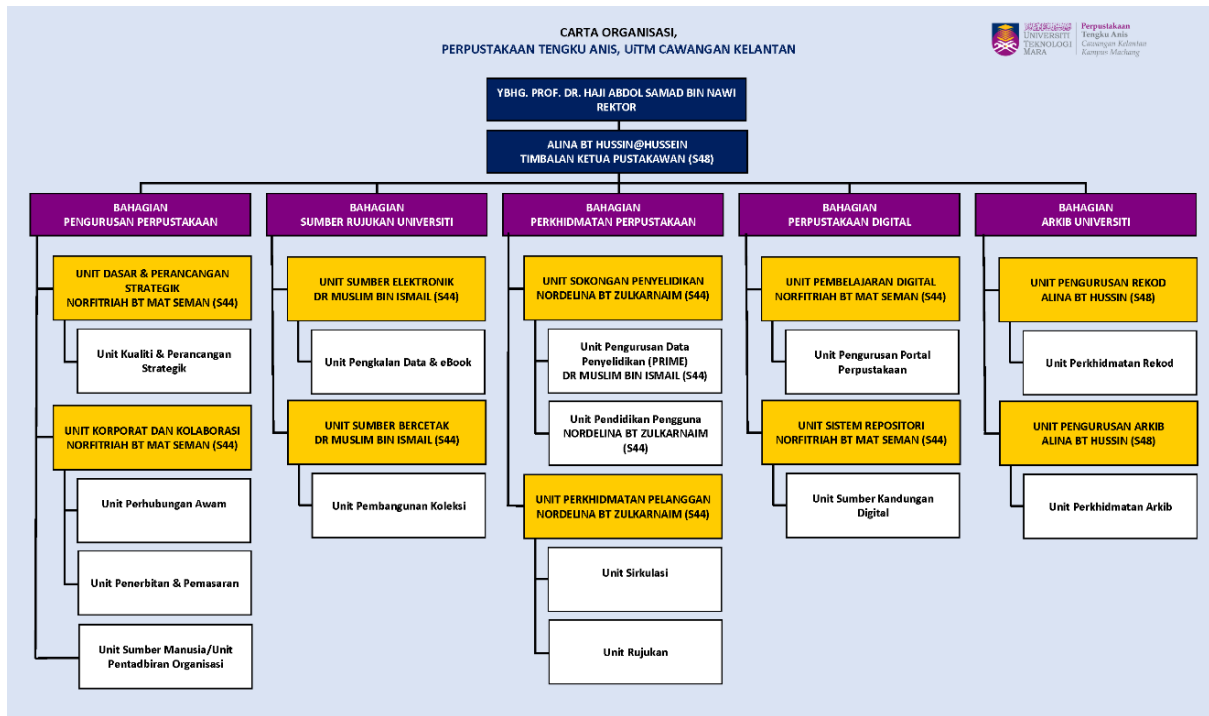 CARTA ORGANISASI,
PERPUSTAKAAN TENGKU ANIS, UiTM CAWANGAN KELANTAN
UNIVERSITI
TEKNOLOGI
MARA
Perpustakaan
Tengku Anis
Cawangan Kelantan
Kampus Machang
YBHG. PROF. DR. HAJI ABDOL SAMAD BIN NAWI
REKTOR
ALINA BT HUSSIN@HUSSEIN
TIMBALAN KETUA PUSTAKAWAN (S48)
BAHAGIAN
PENGURUSAN PERPUSTAKAAN
UNIT DASAR & PERANCANGAN
STRATEGIK
NORFITRIAH BT MAT SEMAN (S44)
Unit Kualiti & Perancangan
Strategik
UNIT KORPORAT DAN KOLABORASI
NORFITRIAH BT MAT SEMAN (S44)
Unit Perhubungan Awam
Unit Penerbitan & Pemasaran
Unit Sumber Manusia/Unit
Pentadbiran Organisasi
BAHAGIAN
SUMBER RUJUKAN UNIVERSITI
UNIT SUMBER ELEKTRONIK
DR MUSLIM BIN ISMAIL (S44)
Unit Pengkalan Data & eBook
UNIT SUMBER BERCETAK
DR MUSLIM BIN ISMAIL (S44)
Unit Pembangunan Koleksi
BAHAGIAN
PERKHIDMATAN PERPUSTAKAAN
UNIT SOKONGAN PENYELIDIKAN
NORDELINA BT ZULKARNAIM (S44)
Unit Pengurusan Data
Penyelidikan (PRIME)
DR MUSLIM BIN ISMAIL (S44)
Unit Pendidikan Pengguna
NORDELINA BT ZULKARNAIM
(S44)
UNIT PERKHIDMATAN PELANGGAN
NORDELINA BT ZULKARNAIM (S44)
Unit Sirkulasi
Unit Rujukan
BAHAGIAN
PERPUSTAKAAN DIGITAL
UNIT PEMBELAJARAN DIGITAL
NORFITRIAH BT MAT SEMAN (S44)
Unit Pengurusan Portal
Perpustakaan
UNIT SISTEM REPOSITORI
NORFITRIAH BT MAT SEMAN (S44)
Unit Sumber Kandungan
Digital
BAHAGIAN
ARKIB UNIVERSITI
UNIT PENGURUSAN REKOD
ALINA BT HUSSIN (S48)
Unit Perkhidmatan Rekod
UNIT PENGURUSAN ARKIB
ALINA BT HUSSIN (S48)
Unit Perkhidmatan Arkib